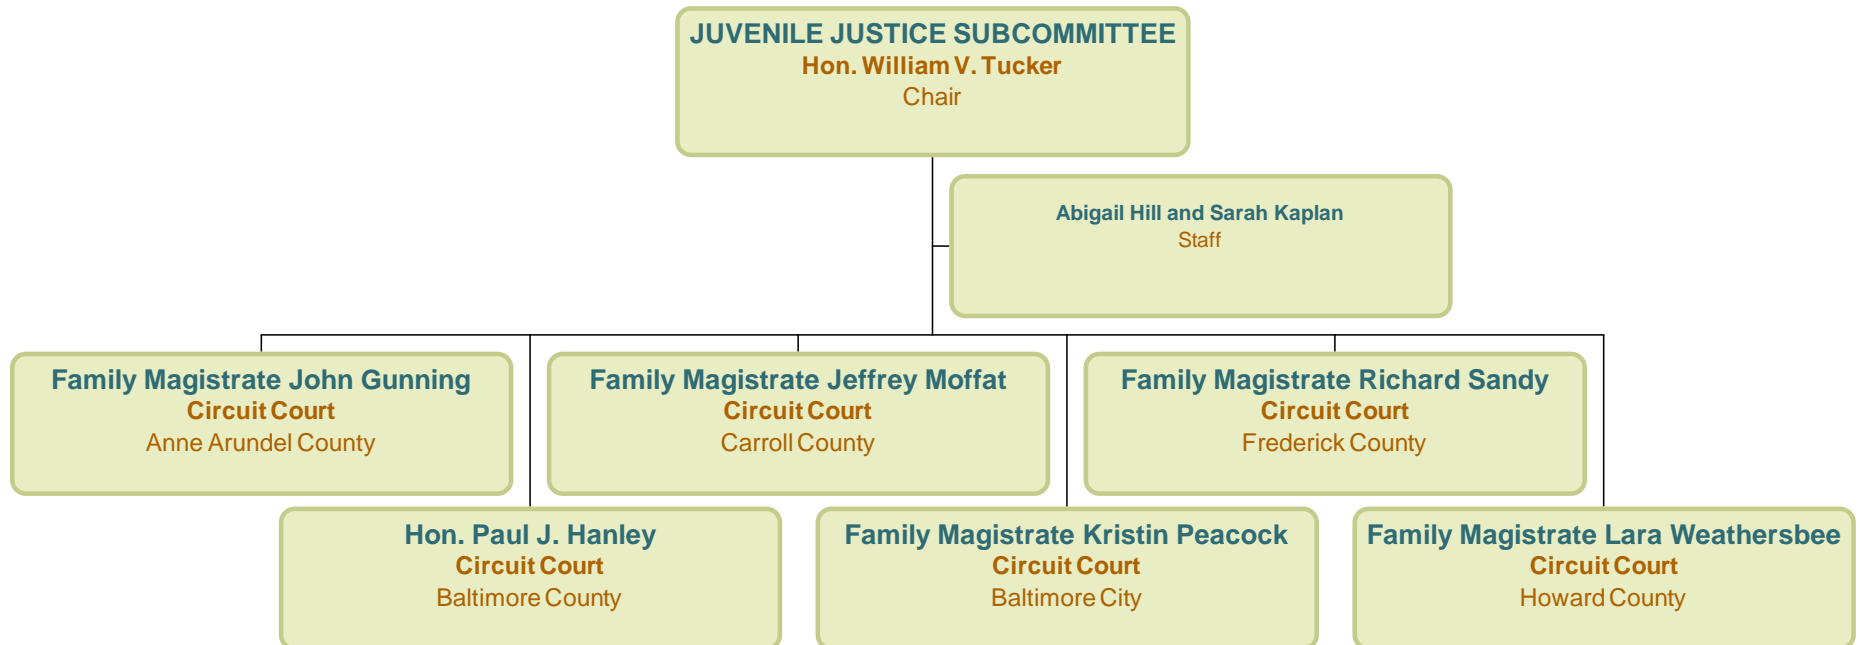 JUVENILE JUSTICE SUBCOMMITTEE
Hon. William V. Tucker
Chair
Abigail Hill and Sarah Kaplan
Staff
Family Magistrate John Gunning
Circuit Court
Anne Arundel County
Family Magistrate Jeffrey Moffat
Circuit Court
Carroll County
Family Magistrate Richard Sandy
Circuit Court
Frederick County
Hon. Paul J. Hanley
Circuit Court
Baltimore County
Family Magistrate Kristin Peacock
Circuit Court
Baltimore City
Family Magistrate Lara Weathersbee
Circuit Court
Howard County